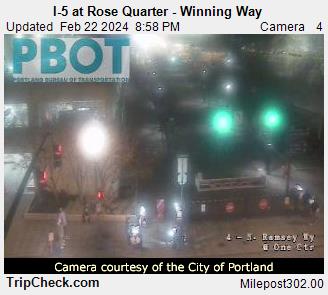 I-5 at Rose Quarter - Winning Way
Updated Feb 22 2024 8:58 PM Camera 4
PBOT
PORTLAND BUREAU OF TRANSPORTATION
4 - N. Ramsey Wy
W One Ctr
Camera courtesy of the City of Portland
TripCheck.com Milepost302.00